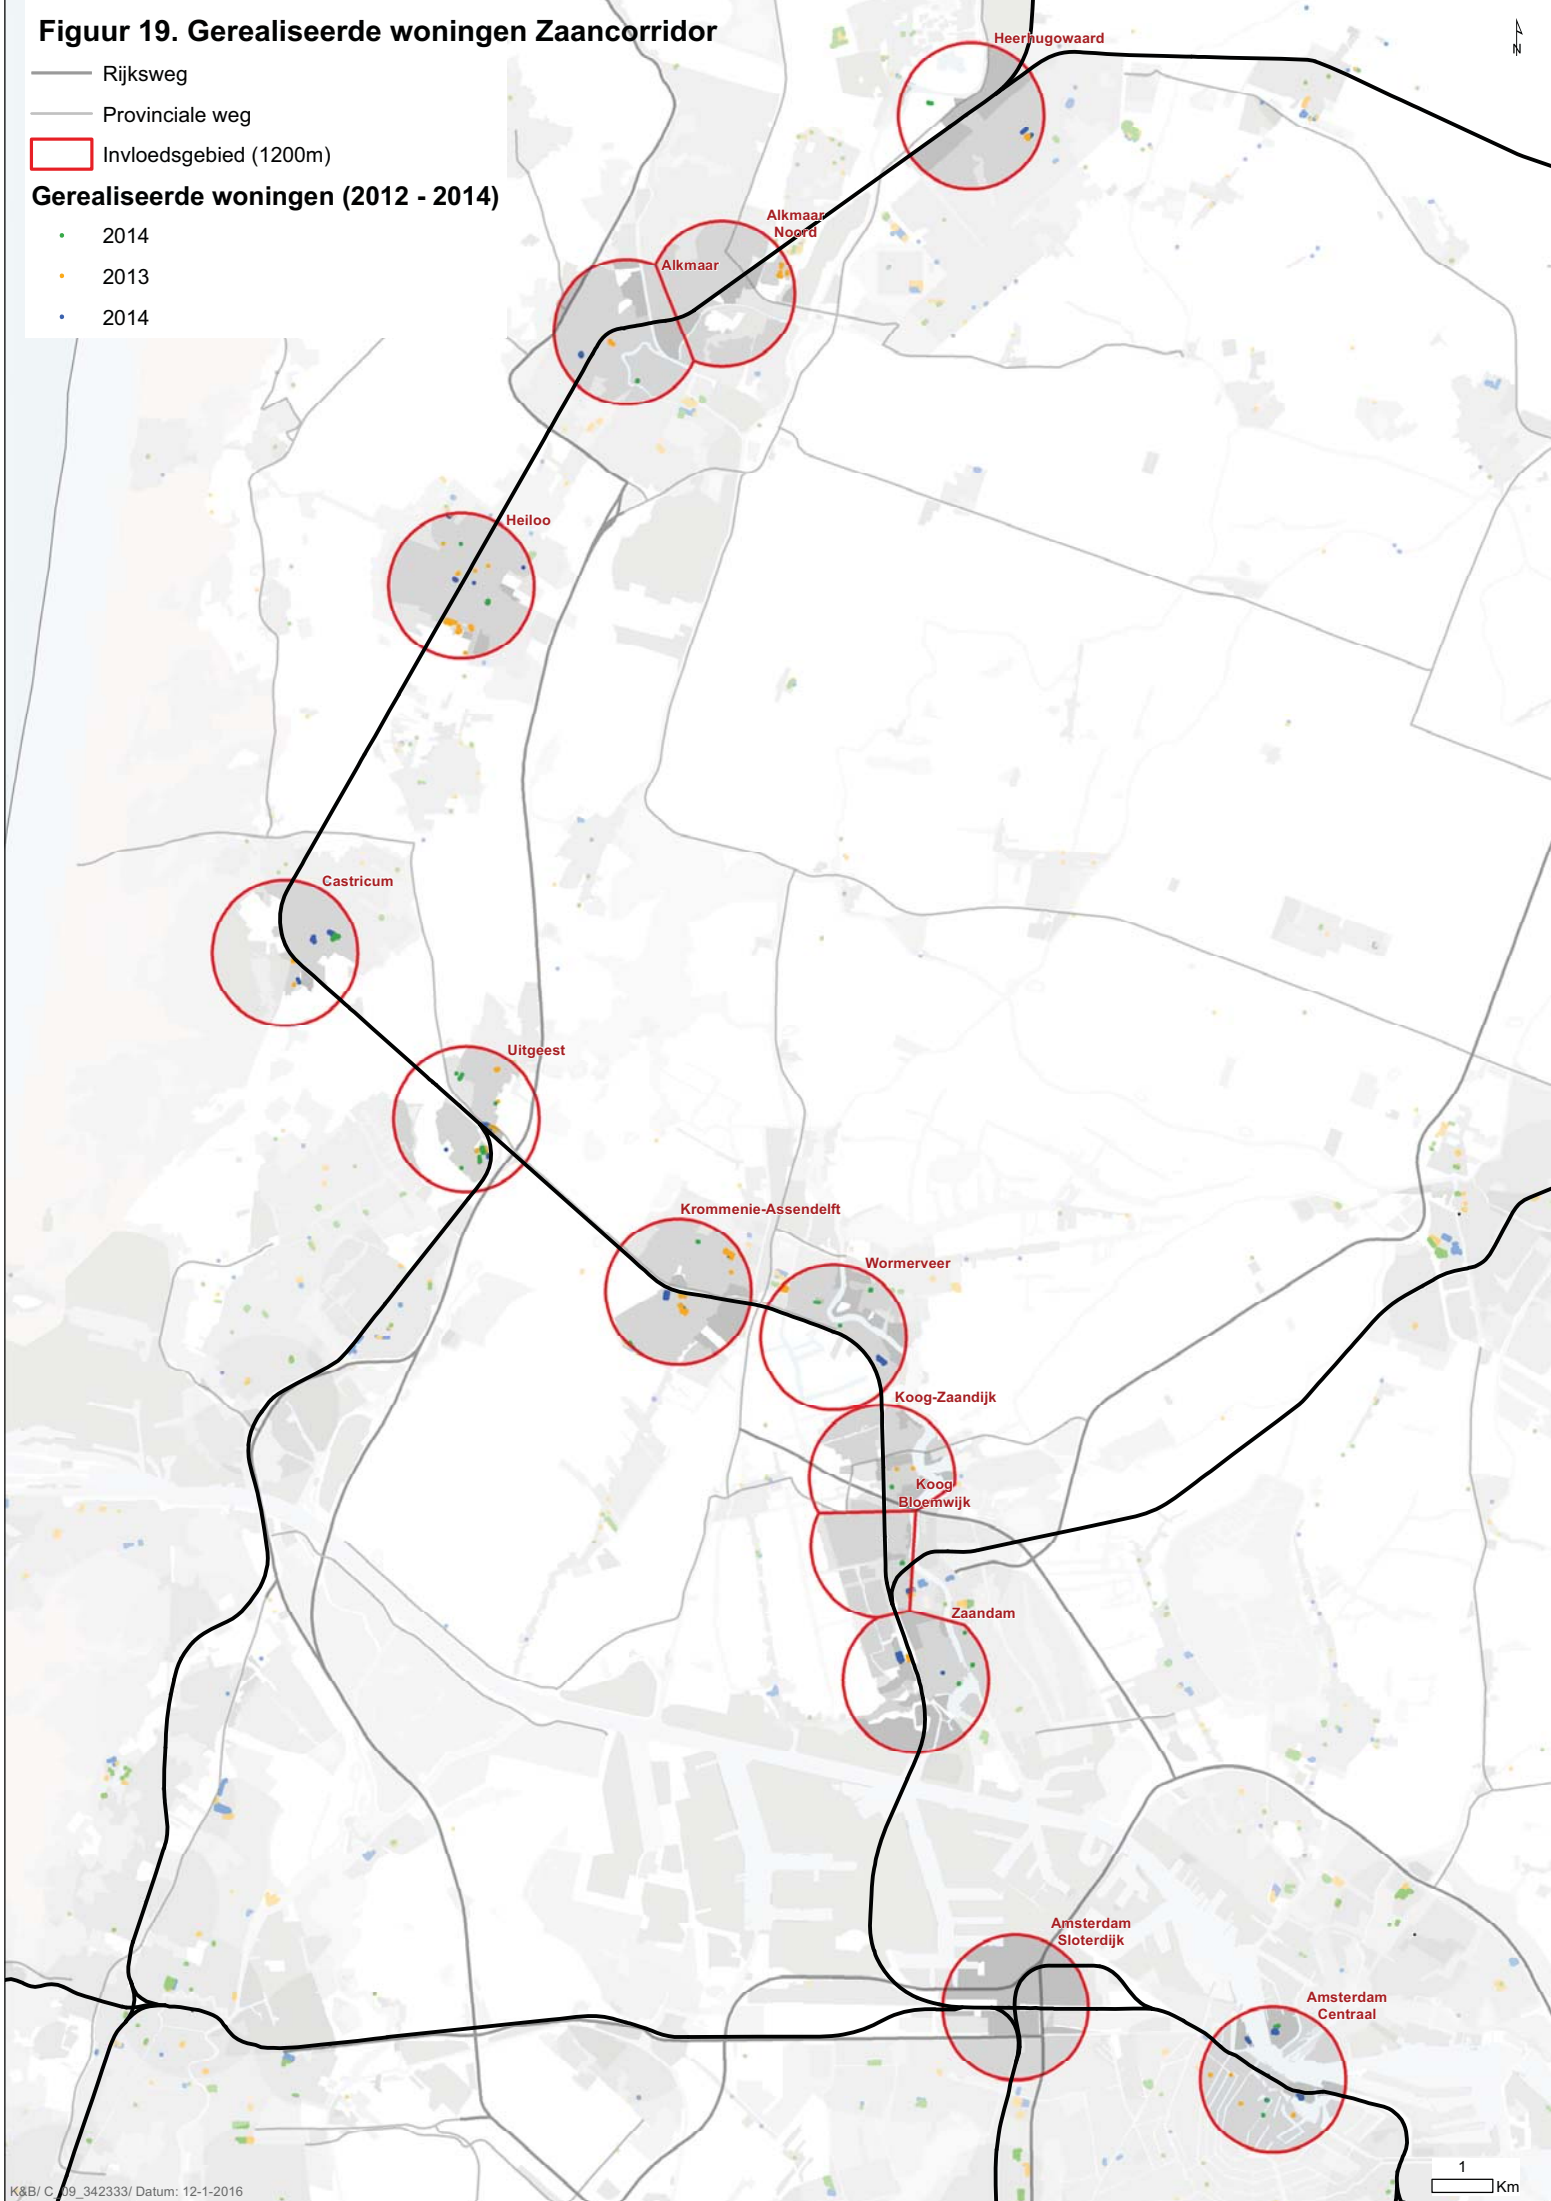 Figuur 19. Gerealiseerde woningen Zaancorridor
Rijksweg
Provinciale weg
Invloedsgebied (1200m)
Gerealiseerde woningen (2012 - 2014)
2014
2013
2014
N
Heerhugowaard
Alkmaar
Noord
Alkmaar
Heiloo
Castricum
Uitgeest
Krommenie-Assendelft
Wormerveer
Koog-Zaandijk
Koog
Bloemwijk
Zaandam
Amsterdam
Sloterdijk
Amsterdam
Centraal
1
Km
K&B/ C_09_342333/ Datum: 12-1-2016